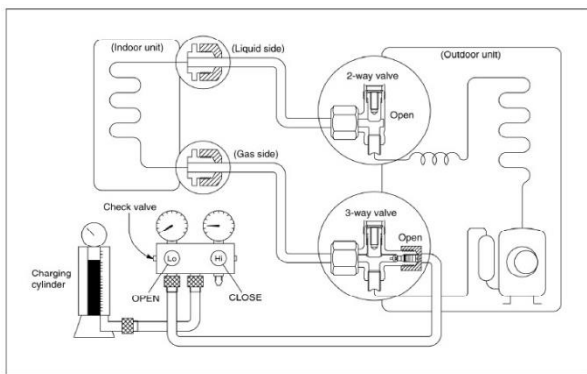 (Indoor unit)
(Liquid side)
(Outdoor unit)
2-way valve
Open
(Gas side)
3-way valve
Open
Check valve
Lo
Hi
Charging
cylinder
OPEN
CLOSE